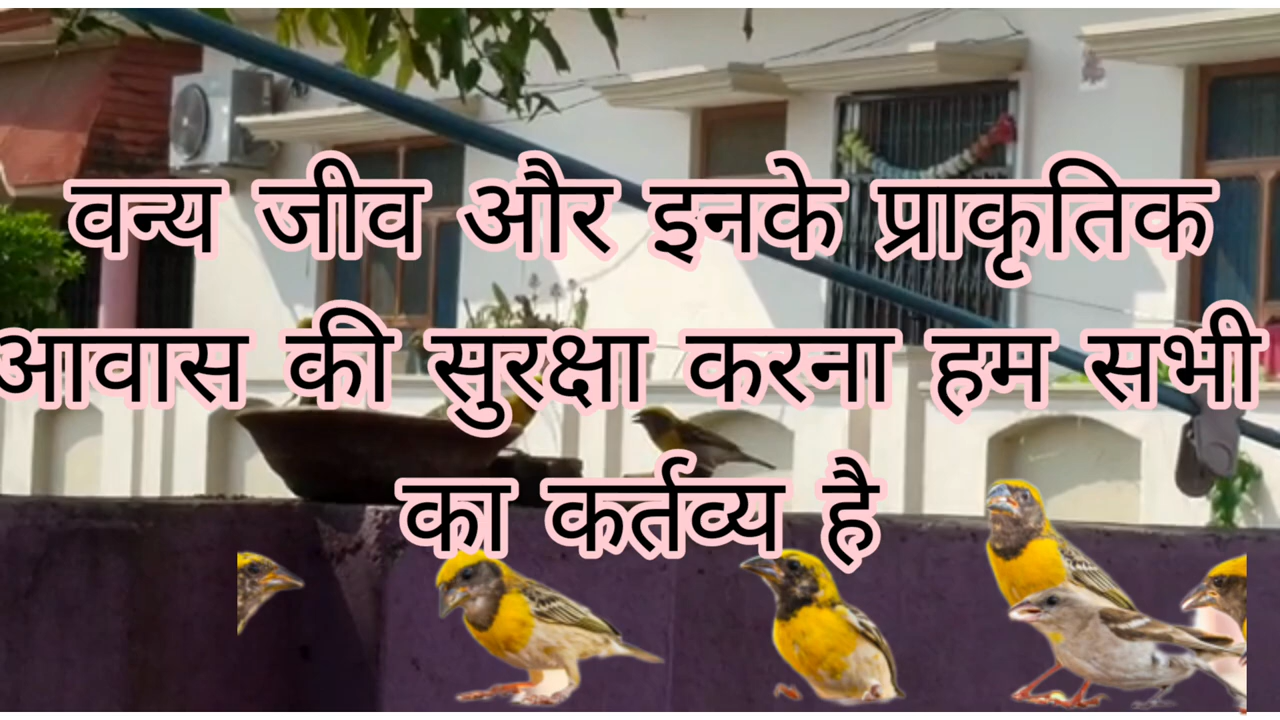 वन्य जीव और इनके प्राकृतिक
आवास की सुरक्षा करना हम सभी
का कर्तव्य है